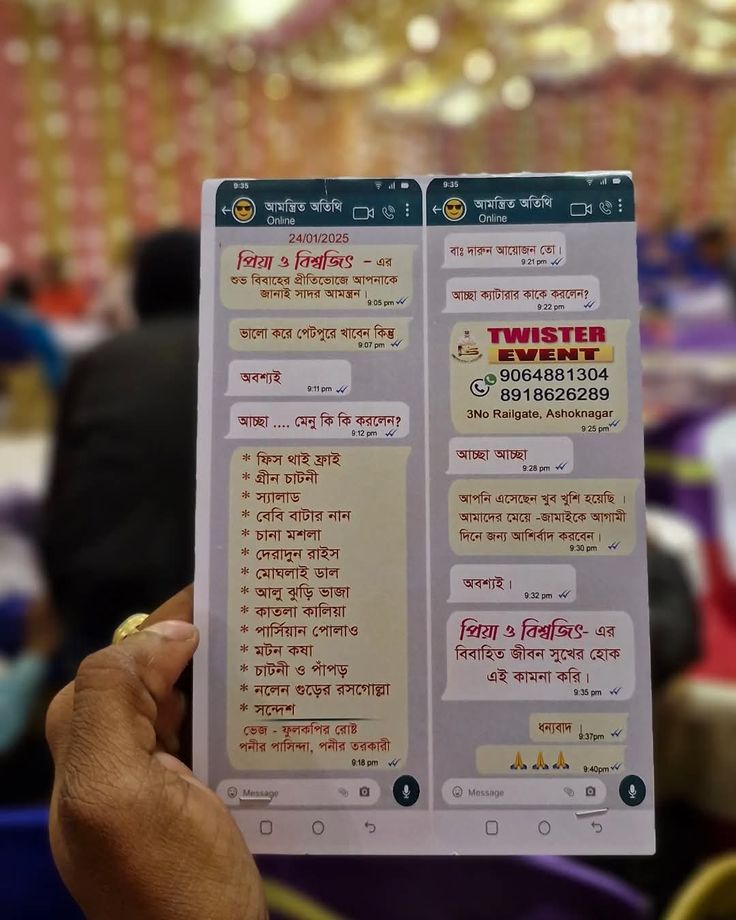 9:35
আমন্ত্রিত অতিথি
Online
24/01/2025
প্রিয়া ও বিশ্বজিৎ - এর
শুভ বিবাহের প্রীতিভোজে আপনাকে
জানাই সাদর আমন্ত্রন।
9:05 pm
ভালো করে পেটপুরে খাবেন কিন্তু
9:07 pm
অবশ্যই
9:11 pm
আচ্ছা .... মেনু কি কি করলেন?
9:12 pm
* ফিস থাই ফ্রাই
* গ্রীন চাটনী
* স্যালাড
* বেবি বাটার নান
* চানা মশলা
* দেরাদুন রাইস
* মোঘলাই ডাল
* আলু ঝুড়ি ভাজা
* কাতলা কালিয়া
* পার্সিয়ান পোলাও
* মটন কষা
* চাটনী ও পাঁপড়
* নলেন গুড়ের রসগোল্লা
* সন্দেশ
ভেজ - ফুলকপির রোষ্ট
পনীর পাসিন্দা, পনীর তরকারী
9:18 pm
Message
9:35
আমন্ত্রিত অতিথি
Online
বাঃ দারুন আয়োজন তো।
9:21 pm
আচ্ছা ক্যাটারার কাকে করলেন?
9:22 pm
TWISTER
EVENT
9064881304
8918626289
3No Railgate, Ashoknagar
9:25 pm
আচ্ছা আচ্ছা
9:28 pm
আপনি এসেছেন খুব খুশি হয়েছি ।
আমাদের মেয়ে -জামাইকে আগামী
দিনে জন্য আশির্বাদ করবেন।
9:30 pm
অবশ্যই।
9:32 pm
প্রিয়া ও বিশ্বজিৎ- এর
বিবাহিত জীবন সুখের হোক
এই কামনা করি।
9:35 pm
ধন্যবাদ ।
9:37pm
🙏 🙏 🙏
9:40pm
Message